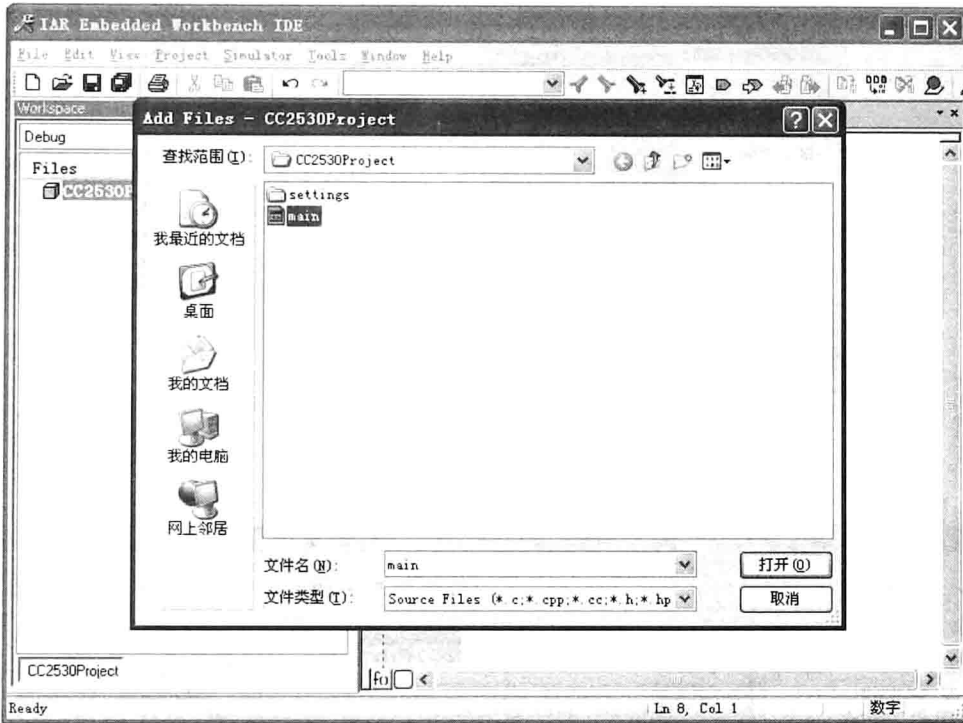 IAR Embedded Workbench IDE
File Edit View Project Simulator Tools Window Help
Workspace
Debug
Files
CC2530P
Add Files - CC2530Project
查找范围(I):
CC2530Project
settings
main
我最近的文档
桌面
我的文档
我的电脑
网上邻居
文件名(N):
main
打开(O)
文件类型(T):
Source Files (*.c;*.cpp;*.cc;*.h;*.hp
取消
CC2530Project
fo
Ready
Ln 8, Col 1
数字